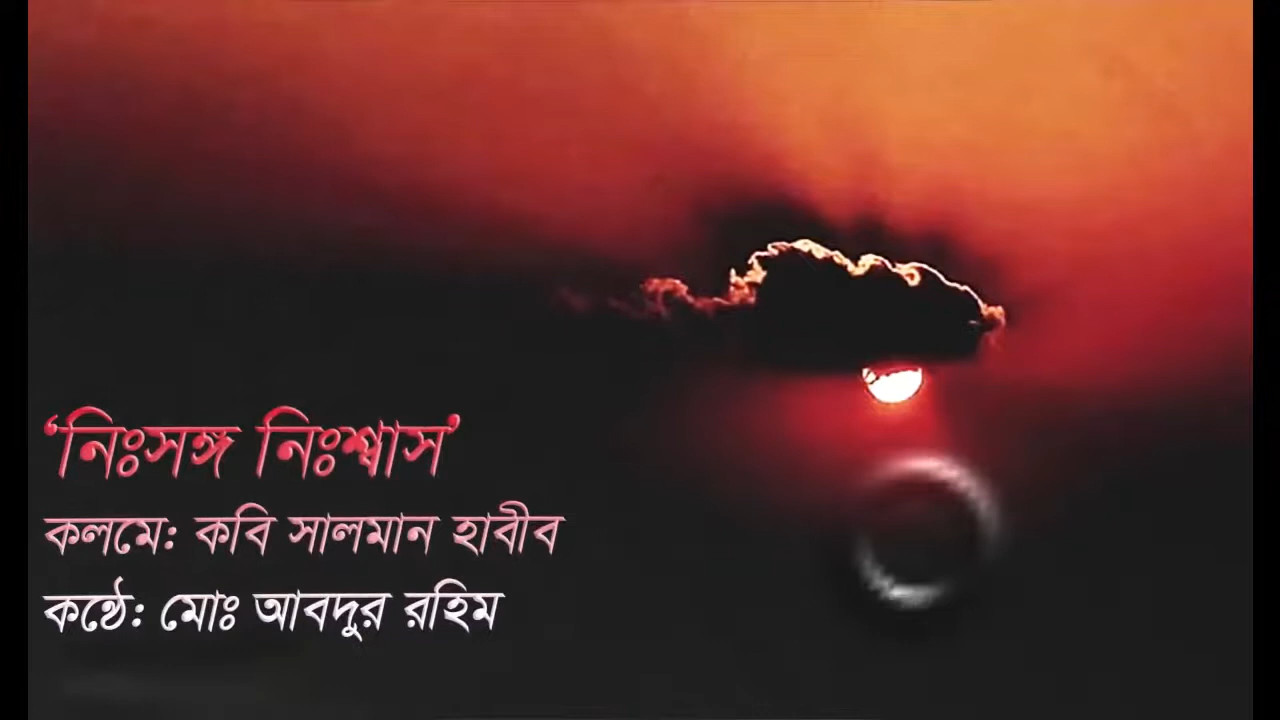 ‘নিঃসঙ্গ নিঃশ্বাস’
কলমে: কবি সালমান হাবীব
কন্ঠে: মোঃ আবদুর রহিম